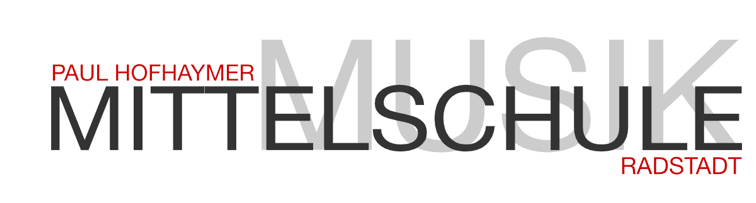 MUSIK
PAUL HOFHAYMER
MITTELSCHULE
RADSTADT